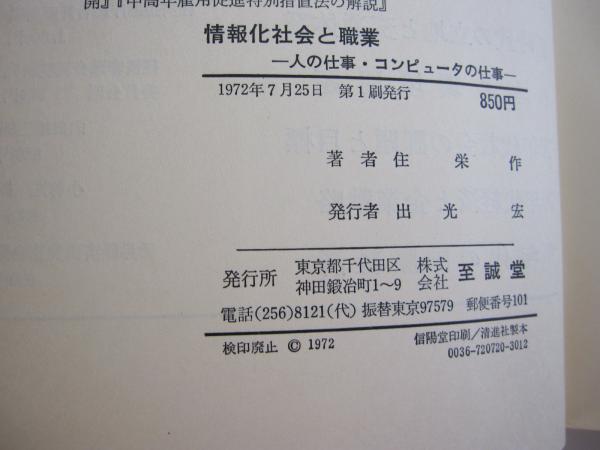 開』『中高年雇用促進特別措置法の解説』
情報化社会と職業
―人の仕事・コンピュータの仕事―
1972年7月25日 第1刷発行 850円
著者 住 栄 作
発行者 出 光 宏
発行所 東京都千代田区神田鍛冶町1〜9 株式会社 至誠堂
電話(256)8121(代) 振替東京97579 郵便番号101
検印廃止 © 1972
信陽堂印刷/清進社製本
0036-720720-3012